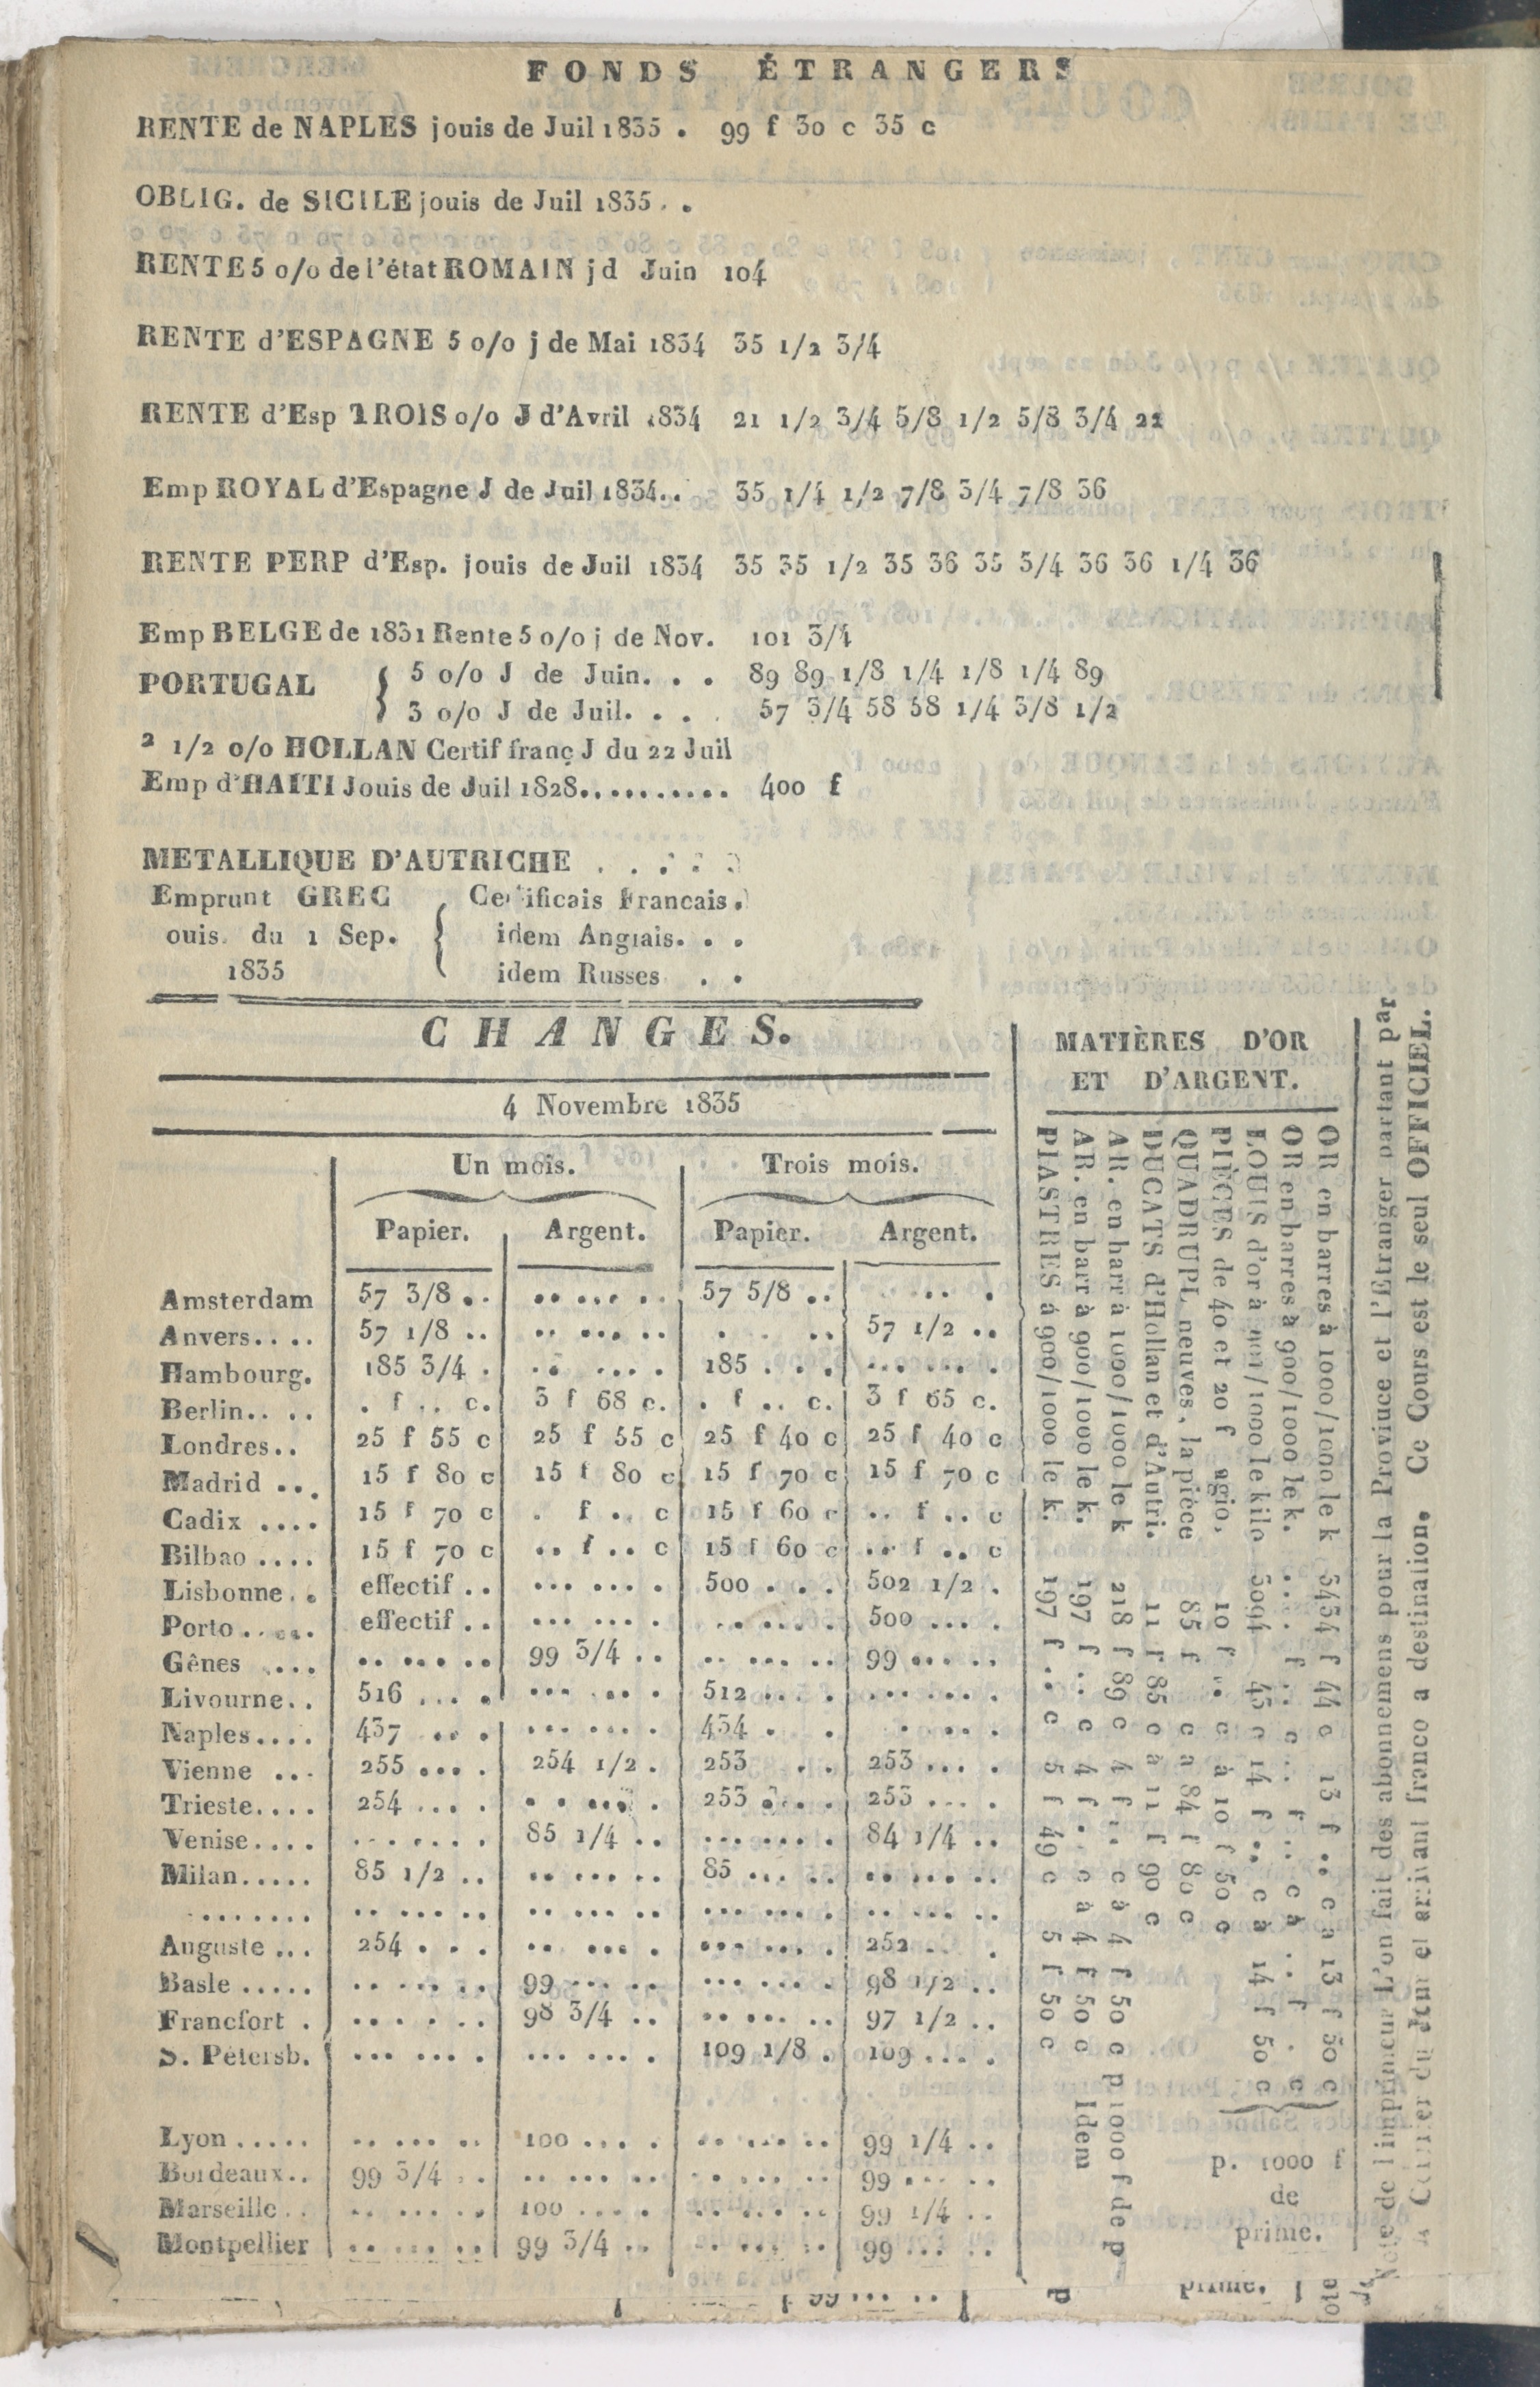 FONDS ÉTRANGERS
RENTE de NAPLES jouis de Juil 1835 . 99 f 30 c 35 c
OBLIG. de SICILE jouis de Juil 1835 . .
RENTE 5 o/o de l'état ROMAIN j d Juin 104
RENTE d'ESPAGNE 5 o/o j de Mai 1834 35 1/2 3/4
RENTE d'Esp TROIS o/o J d'Avril 1834 21 1/2 3/4 5/8 1/2 5/8 3/4 22
Emp ROYAL d'Espagne J de Juil 1834.. 35 1/4 1/2 7/8 3/4 7/8 36
RENTE PERP d'Esp. jouis de Juil 1834 35 35 1/2 35 36 35 3/4 36 36 1/4 36
Emp BELGE de 1831 Rente 5 o/o j de Nov. 101 3/4
PORTUGAL { 5 o/o J de Juin. . . 89 89 1/8 1/4 1/8 1/4 89
3 o/o J de Juil. . . . 57 3/4 58 58 1/4 3/8 1/2
2 1/2 o/o HOLLAN Certif franç J du 22 Juil
Emp d'HAITI Jouis de Juil 1828.......... 400 f
METALLIQUE D'AUTRICHE . . . . .
Emprunt GREC { Certificais Francais.
ouis. du 1 Sep. idem Anglais. . .
1835 idem Russes . .
CHANGES.
4 Novembre 1835
Un mois. Trois mois.
Papier. Argent. Papier. Argent.
Amsterdam 57 3/8 .. .. ... .. 57 5/8 .. .. .. .
Anvers.... 57 1/8 .. .. ... .. . . .. 57 1/2 ..
Hambourg. 185 3/4 . .. ... . 185 . . . ... ... .
Berlin.. .. . f .. c. 3 f 68 c. . f .. c. 3 f 65 c.
Londres.. 25 f 55 c 25 f 55 c 25 f 40 c 25 f 40 c
Madrid ... 15 f 80 c 15 f 80 c 15 f 70 c 15 f 70 c
Cadix .... 15 f 70 c . f .. c 15 f 60 c .. f .. c
Bilbao .... 15 f 70 c .. f .. c 15 f 60 c .. f .. c
Lisbonne.. effectif .. ... ... . 500 . . . 502 1/2 .
Porto ..... effectif .. ... ... . .. ... . 500 ... .
Gênes .... .. ... .. 99 3/4 .. .. ... .. 99 ... ..
Livourne.. 516 ... . ... ... . 512 ... . ... ... .
Naples.... 437 ... . ... ... . 434 . . . ... .
Vienne ... 255 ... . 254 1/2 . 253 . . 253 ... .
Trieste.... 254 ... . . . ... . 253 ... . 253 ... .
Venise.... ... ... . 85 1/4 .. ... ... . 84 1/4 ..
Milan..... 85 1/2 .. .. ... .. 85 ... .. .. ... ..
....... .. ... .. .. ... .. ... ... . .. ... ..
Auguste ... 254 . . . .. ... . ... ... . 252 .. .
Basle ..... .. ... .. 99 ... .. ... ... . 98 1/2 ..
Francfort . ... . .. 98 3/4 .. .. ... .. 97 1/2 ..
S. Pétersb. ... ... . ... ... . 109 1/8 . 109 ... .
Lyon ..... .. ... .. 100 ... . .. ... .. 99 1/4 ..
Bordeaux.. 99 3/4 .. .. ... .. .. ... .. 99 ... ..
Marseille.. .. ... .. 100 ... . .. ... .. 99 1/4 ..
Montpellier .. ... .. 99 3/4 .. .. ... .. 99 ... ..
MATIÈRES D'OR
ET D'ARGENT.
OR en barres à 1000/1000 le k 3434 f 44 c 13 f .. c a 13 f 50 c
OR en barres à 900/1000 le k. .... f .. c ... f .. c à .. f . c
LOUIS d'or à 901/1000 le kilo 3094 45 c 14 f .. c à 14 f 50 c
PIÈCES de 40 et 20 f agio, 10 f .. c à 10 f 50 c
QUADRUPL neuves, la pièce 85 f c a 84 f 80 c
DUCATS d'Hollan et d'Autri. 11 f 85 c à 11 f 90 c
AR. en barr à 1000/1000 le k 218 f 89 c 4 f .. c à 4 f 50 c p 1000 f de p
AR. en barr à 900/1000 le k. 197 f .. c 4 f .. c à 4 f 50 c Idem
PIASTRES á 900/1000 le k. 197 f .. c 5 f 49 c 5 f 50 c
p. 1000 f
de
prime.
Note de l'imprimeur L'on fait des abonnemens pour la Province et l'Etranger partant par
le Courier du Jour et arrivant franco a destination. Ce Cours est le seul OFFICIEL.
99 ... ..
p
prime.
ote